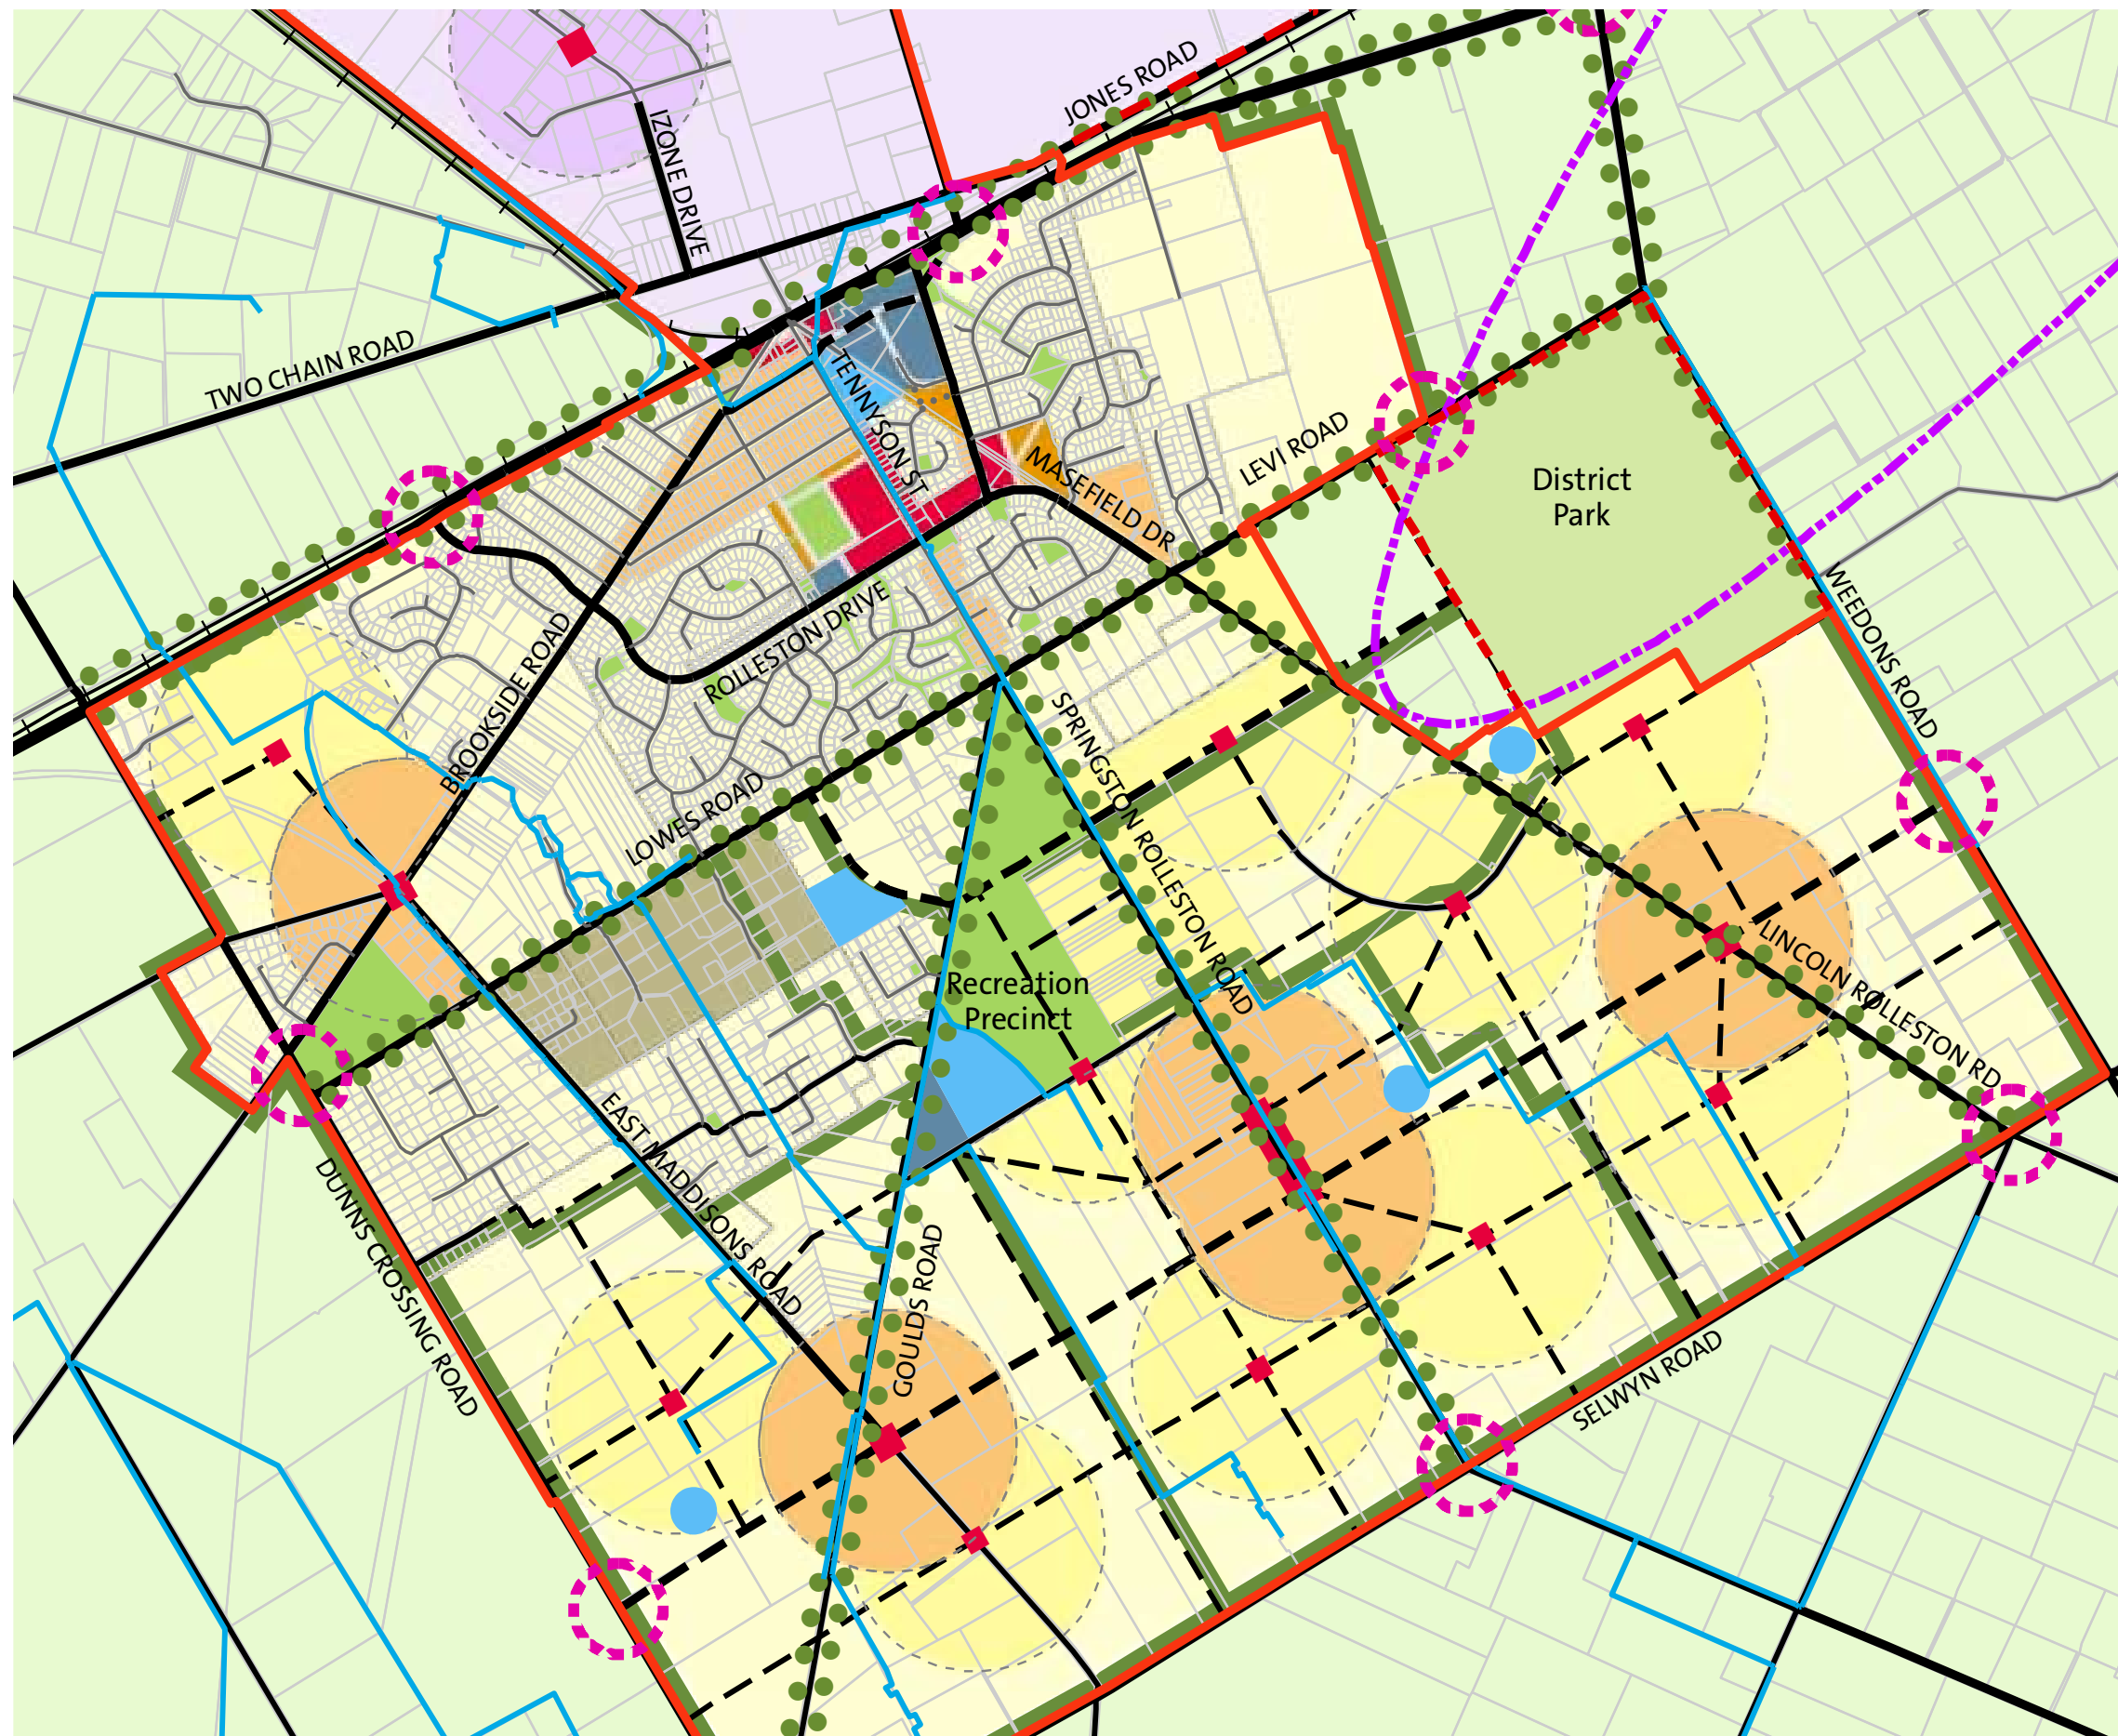 JONES ROAD
IZONE DRIVE
TWO CHAIN ROAD
TENNYSON ST
MASEFIELD DR
LEVI ROAD
District
Park
WEEDONS ROAD
ROLLESTON DRIVE
BROOKSIDE ROAD
SPRINGSTON ROLLESTON ROAD
LOWES ROAD
Recreation
Precinct
LINCOLN ROLLESTON RD
EAST MADDISONS ROAD
DUNNS CROSSING ROAD
GOULDS ROAD
SELWYN ROAD